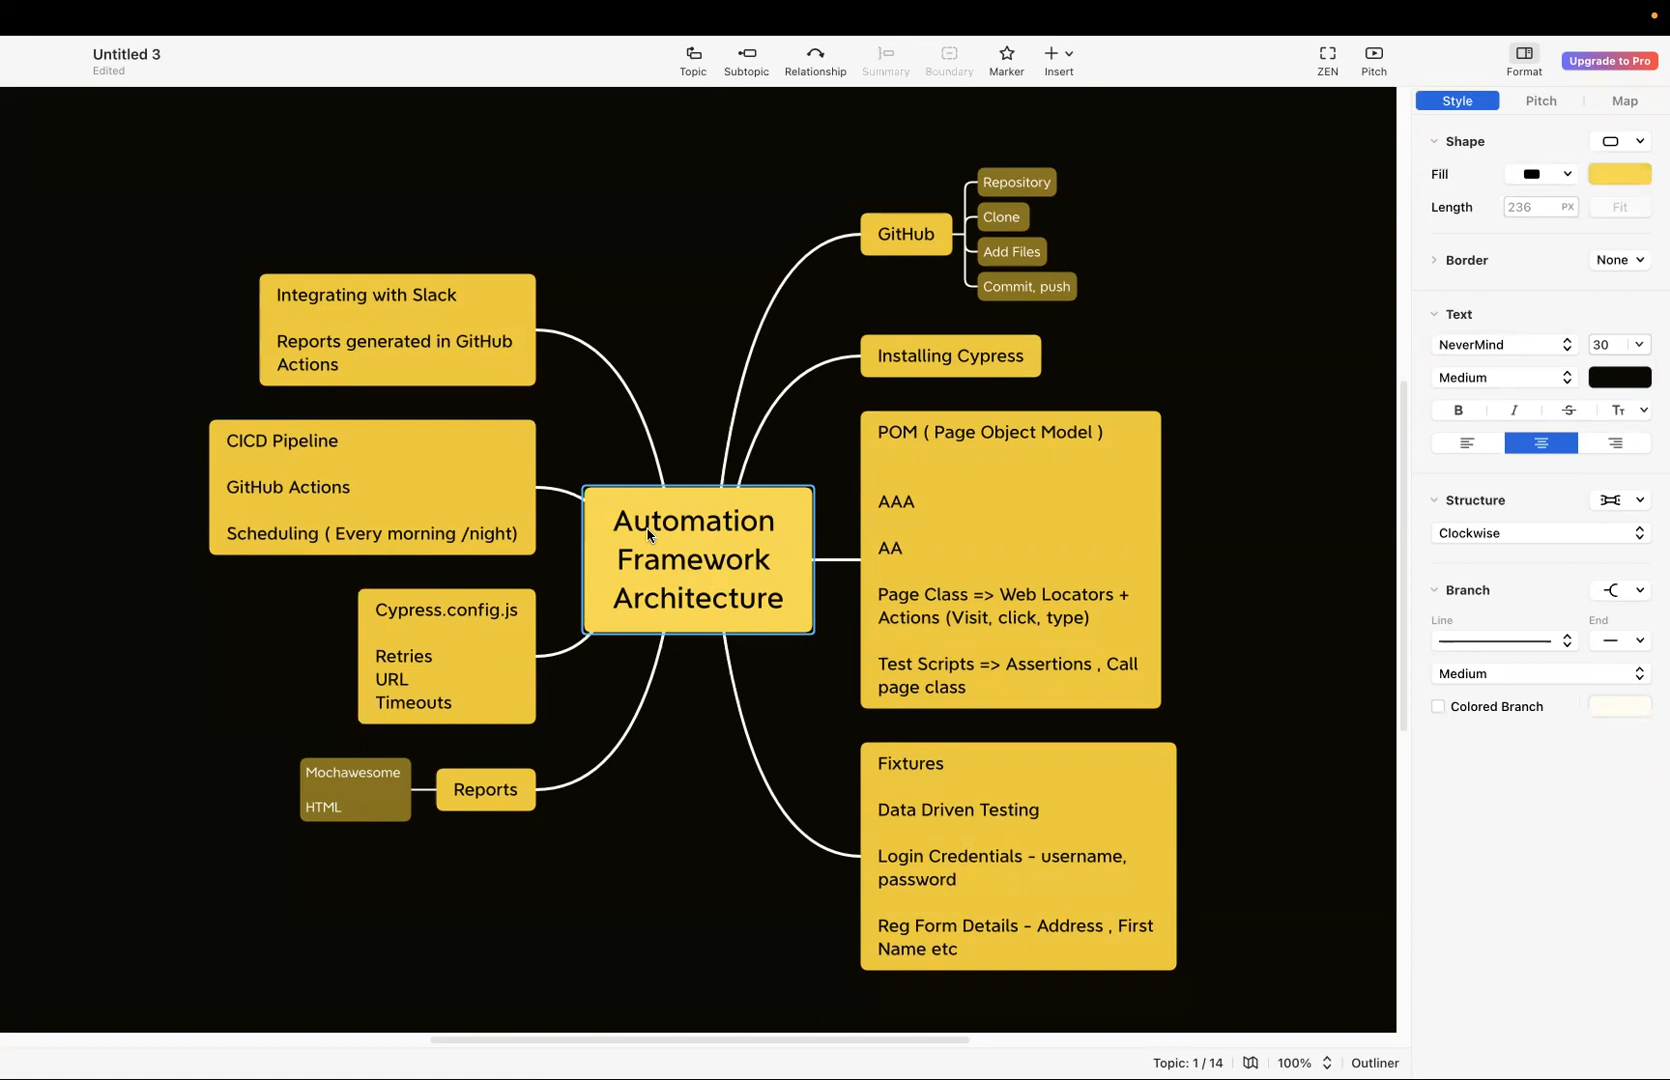 Untitled 3
Edited
Topic
Subtopic
Relationship
Summary
Boundary
Marker
Insert
ZEN
Pitch
Format
Upgrade to Pro
Style
Pitch
Map
Shape
Fill
Length
236 PX
Fit
Border
None
Text
NeverMind
30
Medium
B
I
S
TT
Structure
Clockwise
Branch
Line
End
Medium
Colored Branch
Automation
Framework
Architecture
GitHub
Repository
Clone
Add Files
Commit, push
Installing Cypress
POM ( Page Object Model )
AAA
AA
Page Class => Web Locators +
Actions (Visit, click, type)
Test Scripts => Assertions , Call
page class
Fixtures
Data Driven Testing
Login Credentials - username,
password
Reg Form Details - Address , First
Name etc
Reports
Mochawesome
HTML
Cypress.config.js
Retries
URL
Timeouts
CICD Pipeline
GitHub Actions
Scheduling ( Every morning /night)
Integrating with Slack
Reports generated in GitHub
Actions
Topic: 1 / 14
100%
Outliner